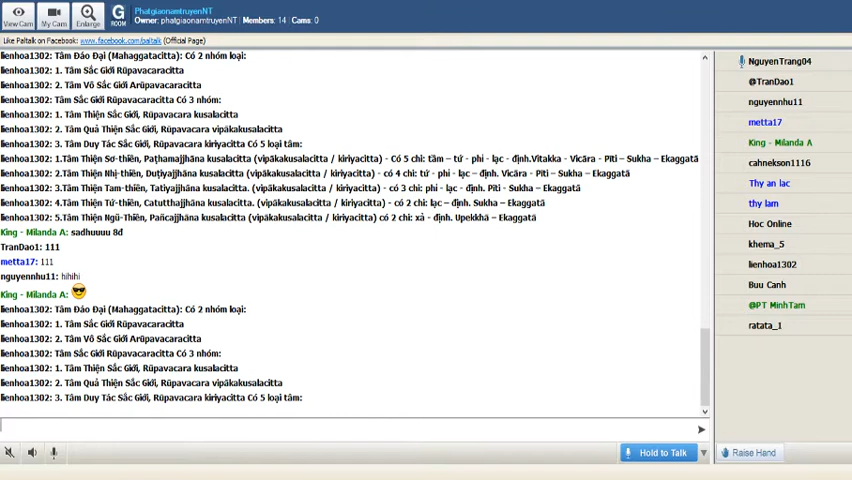 View Cam
My Cam
Enlarge
G
ROOM
PhatgiaonamtruyenNT
Owner: phatgiaonamtruyenNT | Members: 14 | Cams: 0
Like Paltalk on Facebook: www.facebook.com/paltalk (Official Page)
lienhoa1302: Tâm Đáo Đại (Mahaggatacitta): Có 2 nhóm loại:
lienhoa1302: 1. Tâm Sắc Giới Rūpavacaracitta
lienhoa1302: 2. Tâm Vô Sắc Giới Arūpavacaracitta
lienhoa1302: Tâm Sắc Giới Rūpavacaracitta Có 3 nhóm:
lienhoa1302: 1. Tâm Thiện Sắc Giới, Rūpavacara kusalacitta
lienhoa1302: 2. Tâm Quả Thiện Sắc Giới, Rūpavacara vipākakusalacitta
lienhoa1302: 3. Tâm Duy Tác Sắc Giới, Rūpavacara kiriyacitta Có 5 loại tâm:
lienhoa1302: 1.Tâm Thiện Sơ-thiền, Paṭhamajjhāna kusalacitta (vipākakusalacitta / kiriyacitta) - Có 5 chi: tầm – tứ - phỉ - lạc – định.Vitakka - Vicāra - Pīti – Sukha – Ekaggatā
lienhoa1302: 2.Tâm Thiện Nhị-thiền, Dutiyajjhāna kusalacitta (vipākakusalacitta / kiriyacitta) - có 4 chi: tứ - phỉ - lạc – định. Vicāra - Pīti – Sukha – Ekaggatā
lienhoa1302: 3.Tâm Thiện Tam-thiền, Tatiyajjhāna kusalacitta. (vipākakusalacitta / kiriyacitta) - có 3 chi: phỉ - lạc - định. Pīti - Sukha – Ekaggatā
lienhoa1302: 4.Tâm Thiện Tứ-thiền, Catutthajjhāna kusalacitta. (vipākakusalacitta / kiriyacitta) - có 2 chi: lạc – định. Sukha - Ekaggatā
lienhoa1302: 5.Tâm Thiện Ngũ-Thiền, Pañcajjhāna kusalacitta (vipākakusalacitta / kiriyacitta) có 2 chi: xả - định. Upekkhā – Ekaggatā
King - Milanda A: sadhuuuu 8đ
TranDao1: 111
metta17: 111
nguyennhu11: hihihi
King - Milanda A:
lienhoa1302: Tâm Đáo Đại (Mahaggatacitta): Có 2 nhóm loại:
lienhoa1302: 1. Tâm Sắc Giới Rūpavacaracitta
lienhoa1302: 2. Tâm Vô Sắc Giới Arūpavacaracitta
lienhoa1302: Tâm Sắc Giới Rūpavacaracitta Có 3 nhóm:
lienhoa1302: 1. Tâm Thiện Sắc Giới, Rūpavacara kusalacitta
lienhoa1302: 2. Tâm Quả Thiện Sắc Giới, Rūpavacara vipākakusalacitta
lienhoa1302: 3. Tâm Duy Tác Sắc Giới, Rūpavacara kiriyacitta Có 5 loại tâm:
NguyenTrang04
@TranDao1
nguyennhu11
metta17
King - Milanda A
cahnekson1116
Thy an lac
thy lam
Hoc Online
khema_5
lienhoa1302
Buu Canh
@PT MinhTam
ratata_1
Hold to Talk
Raise Hand